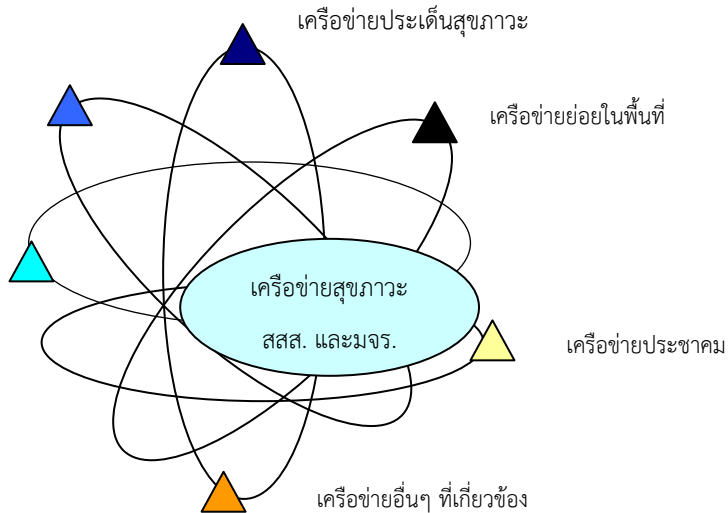 เครือข่ายประเด็นสุขภาวะ
เครือข่ายย่อยในพื้นที่
เครือข่ายสุขภาวะ
สสส. และมจร.
เครือข่ายประชาคม
เครือข่ายอื่นๆ ที่เกี่ยวข้อง